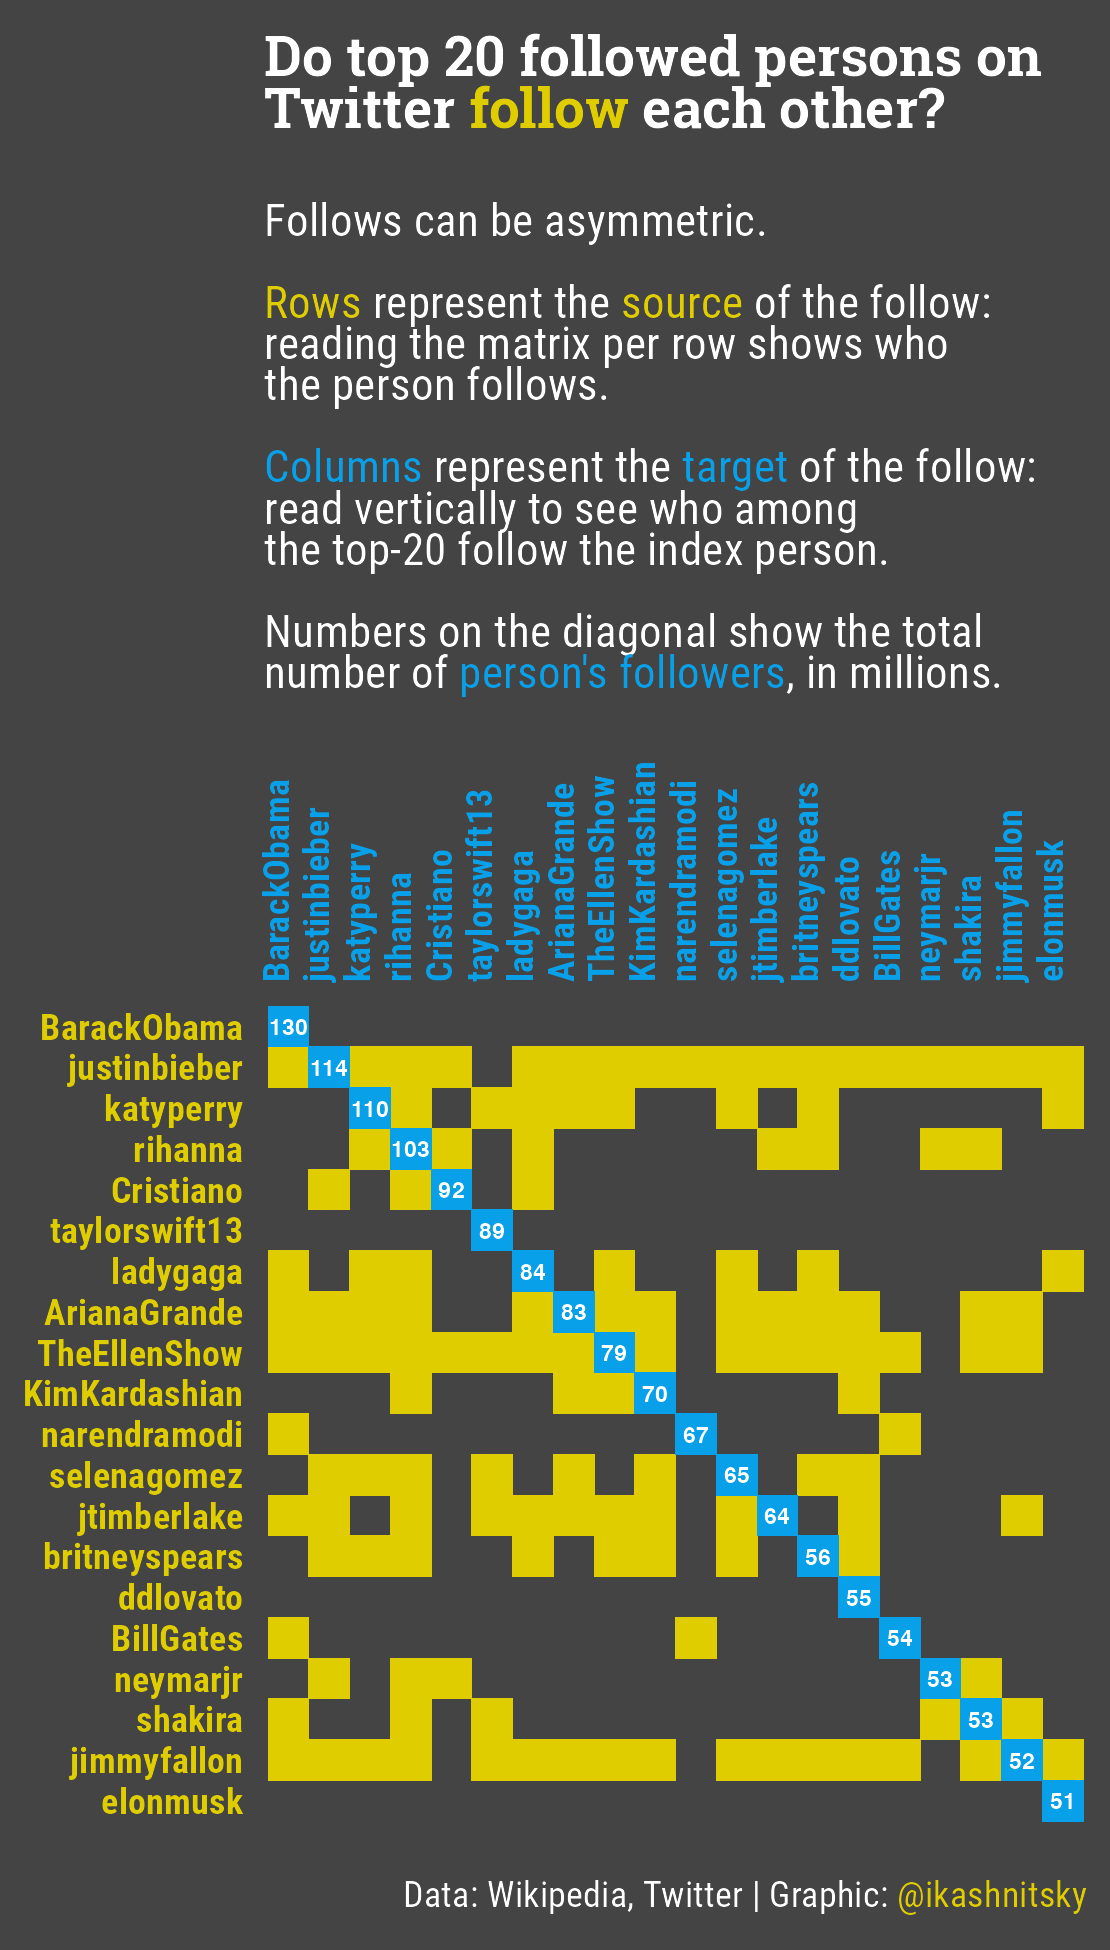 Do top 20 followed persons on
Twitter follow each other?
Follows can be asymmetric.
Rows represent the source of the follow:
reading the matrix per row shows who
the person follows.
Columns represent the target of the follow:
read vertically to see who among
the top-20 follow the index person.
Numbers on the diagonal show the total
number of person's followers, in millions.
BarackObama
justinbieber
katyperry
rihanna
Cristiano
taylorswift13
ladygaga
ArianaGrande
TheEllenShow
KimKardashian
narendramodi
selenagomez
jtimberlake
britneyspears
ddlovato
BillGates
neymarjr
shakira
jimmyfallon
elonmusk
BarackObama 130
justinbieber 114
katyperry 110
rihanna 103
Cristiano 92
taylorswift13 89
ladygaga 84
ArianaGrande 83
TheEllenShow 79
KimKardashian 70
narendramodi 67
selenagomez 65
jtimberlake 64
britneyspears 56
ddlovato 55
BillGates 54
neymarjr 53
shakira 53
jimmyfallon 52
elonmusk 51
Data: Wikipedia, Twitter | Graphic: @ikashnitsky